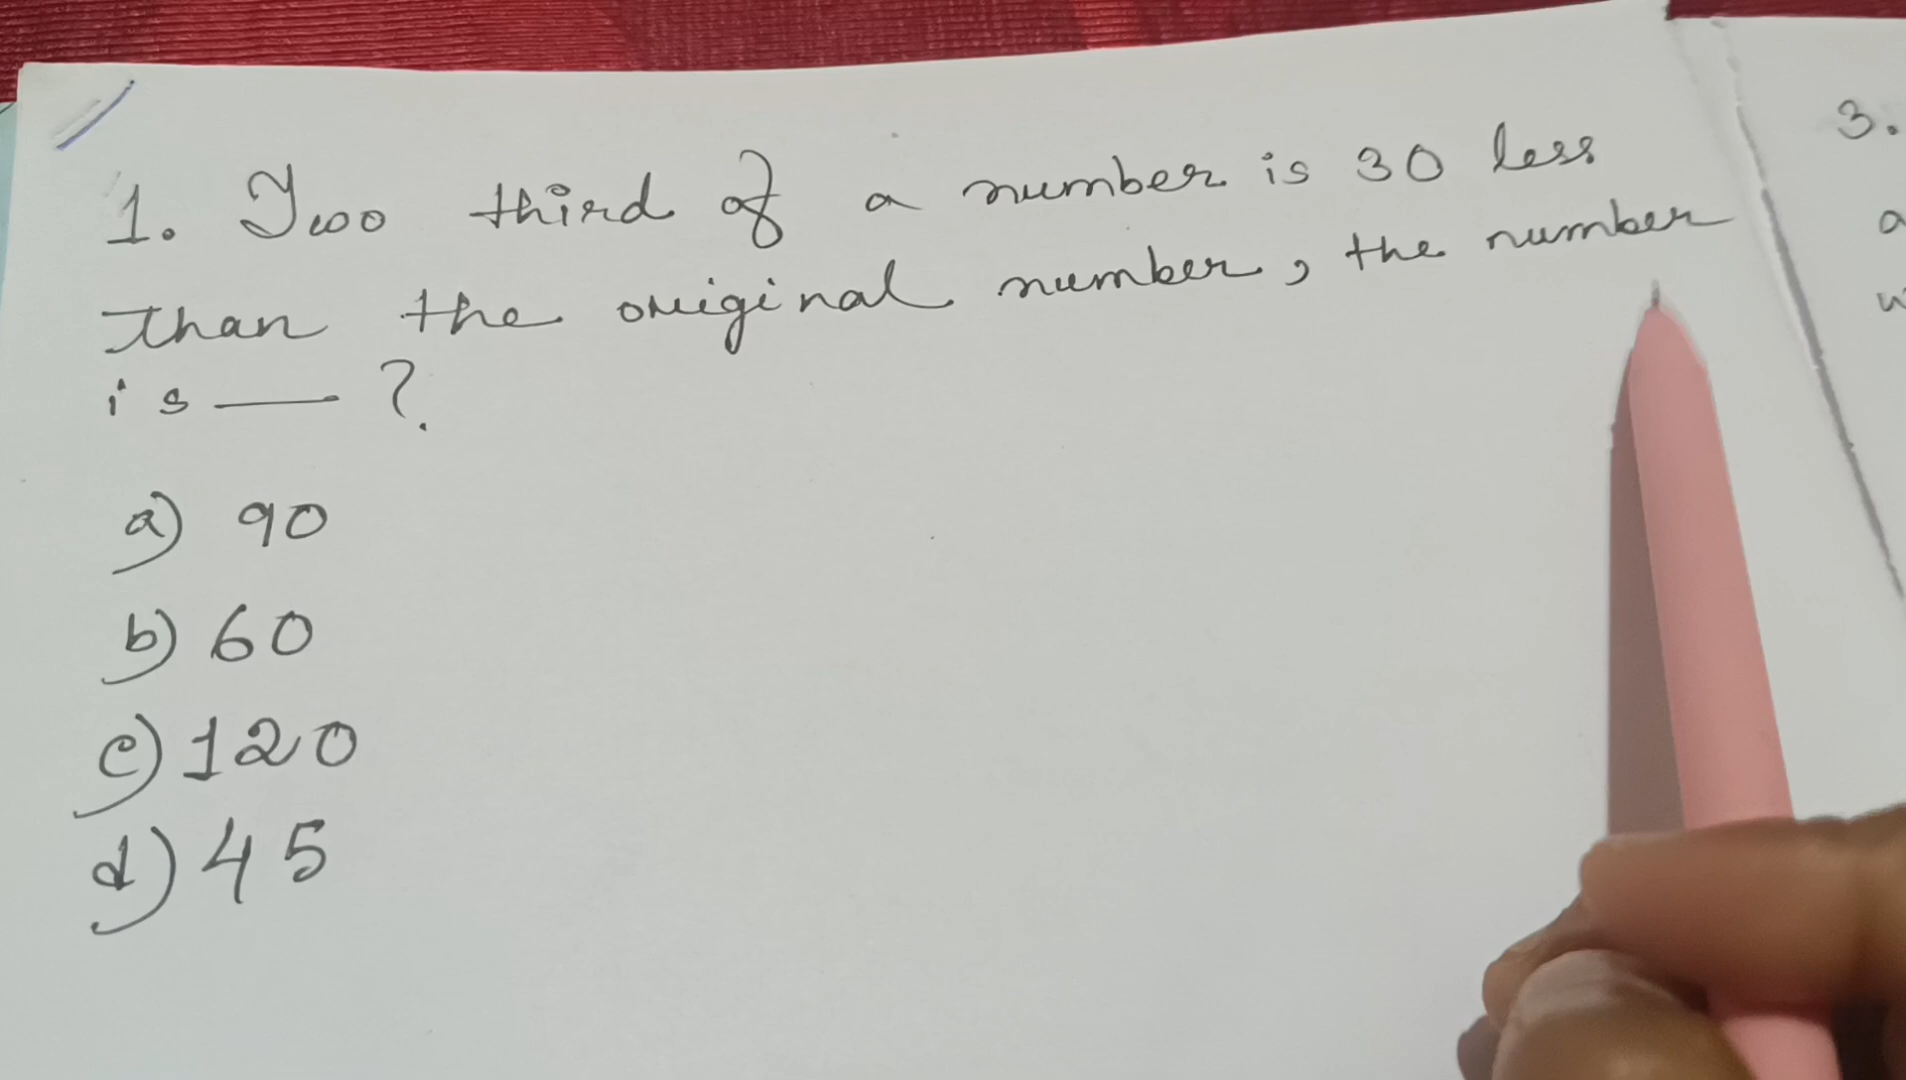 1. Two third of a number is 30 less
than the original number, the number
is — ?
a) 90
b) 60
c) 120
d) 45
3.
a
w